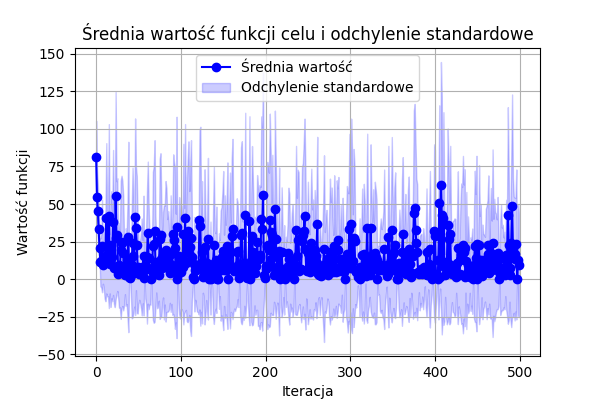 Średnia wartość funkcji celu i odchylenie standardowe
150
125
100
75
50
25
0
−25
−50
Wartość funkcji
Średnia wartość
Odchylenie standardowe
0 100 200 300 400 500
Iteracja